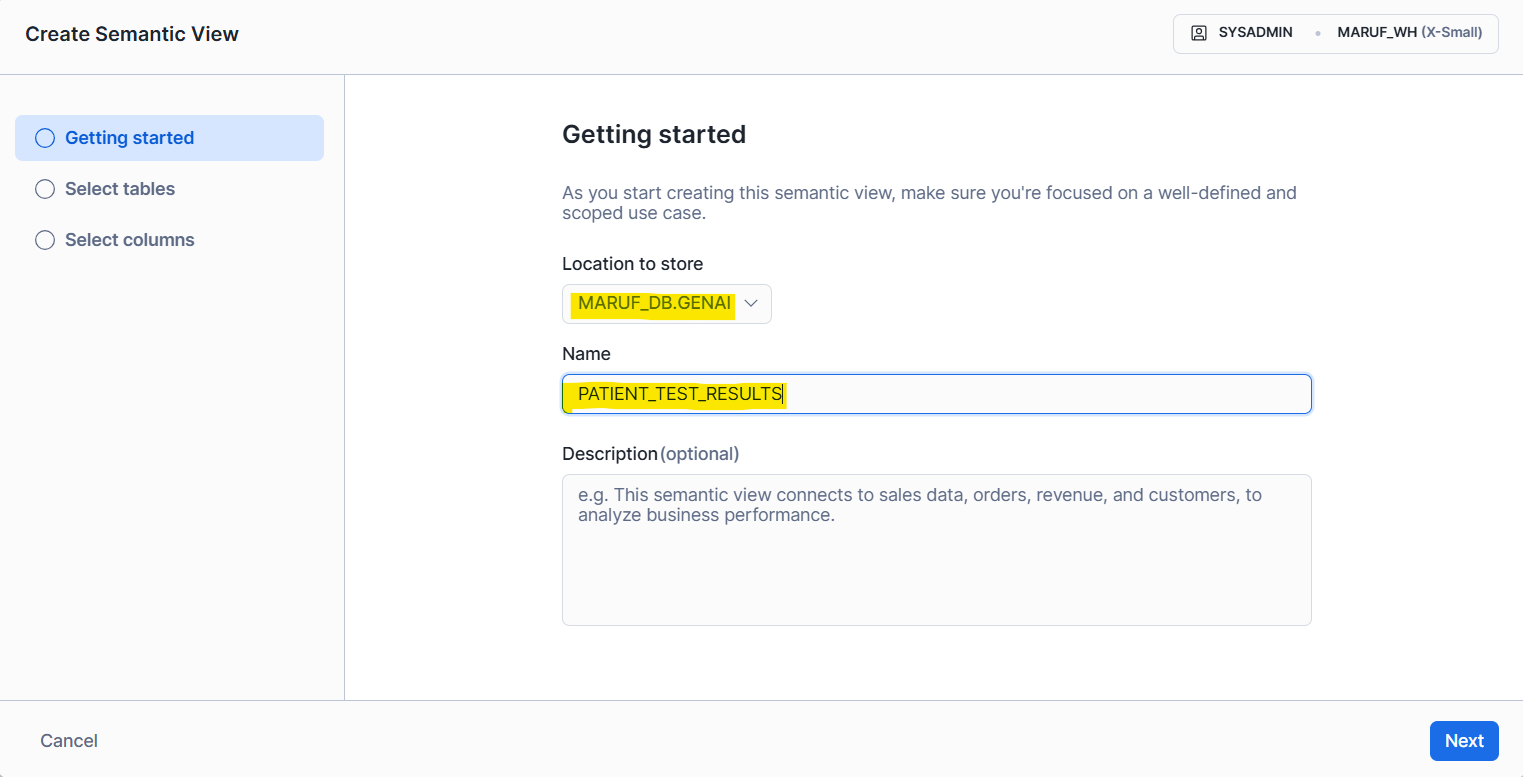 Create Semantic View
SYSADMIN • MARUF_WH (X-Small)
Getting started
Select tables
Select columns
Getting started
As you start creating this semantic view, make sure you're focused on a well-defined and
scoped use case.
Location to store
MARUF_DB.GENAI
Name
PATIENT_TEST_RESULTS
Description (optional)
e.g. This semantic view connects to sales data, orders, revenue, and customers, to
analyze business performance.
Cancel
Next